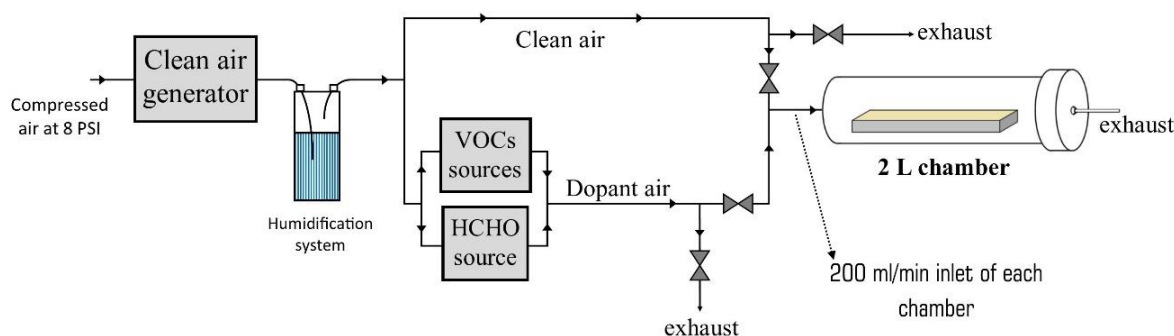 Clean air
generator
Compressed
air at 8 PSI
Humidification
system
Clean air
VOCs
sources
HCHO
source
Dopant air
exhaust
exhaust
2 L chamber
exhaust
200 ml/min inlet of each
chamber